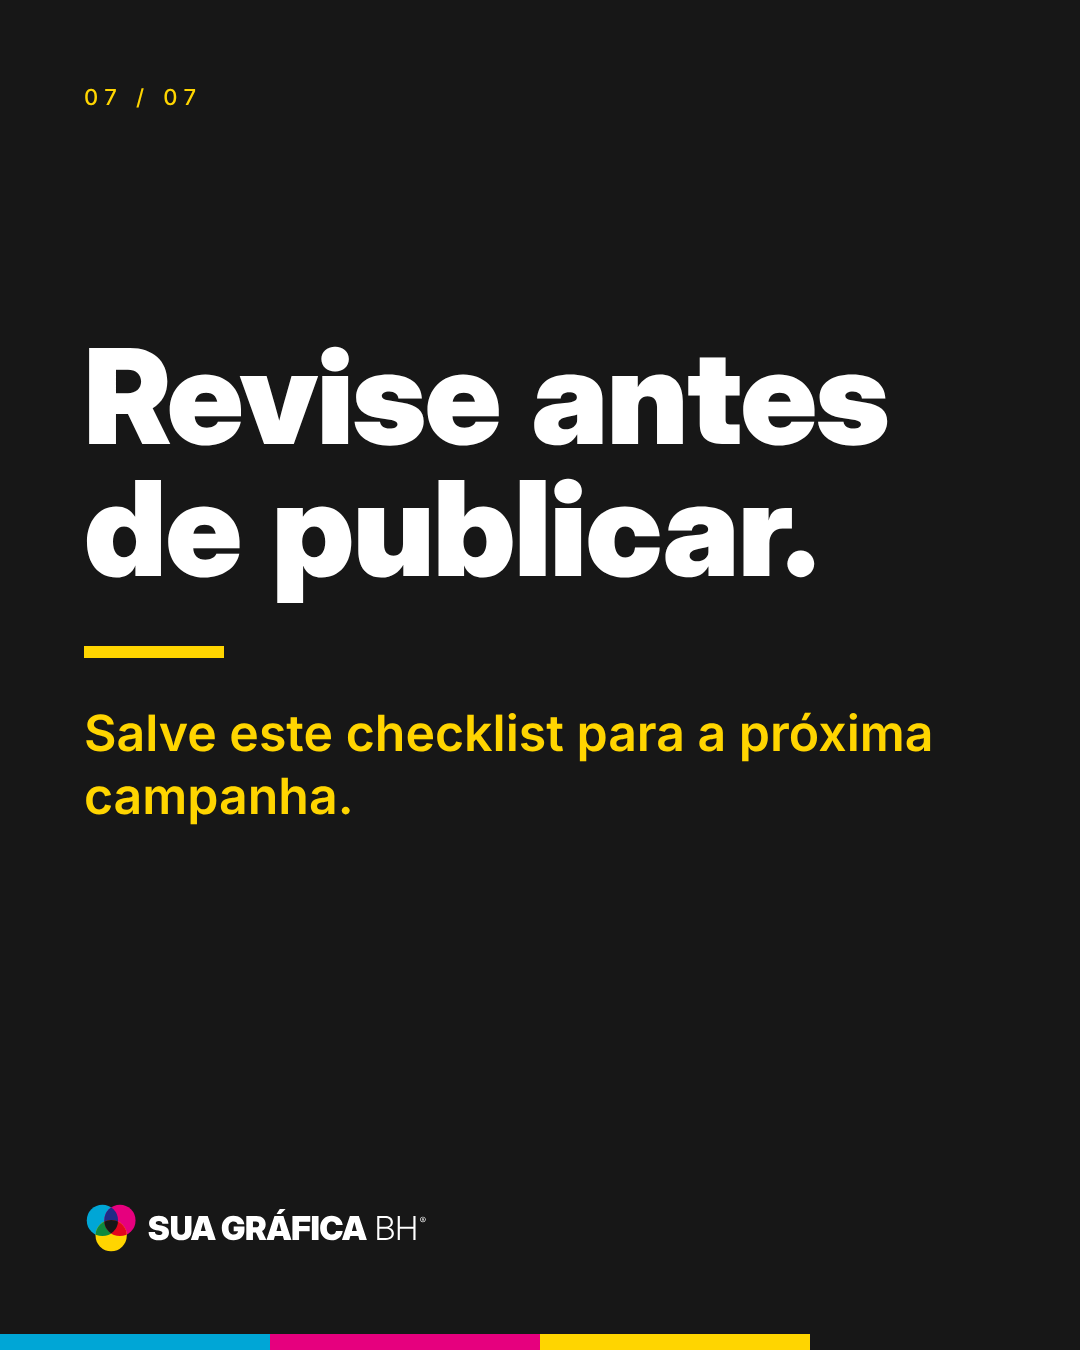 07 / 07
Revise antes
de publicar.
Salve este checklist para a próxima
campanha.
SUA GRÁFICA BH®